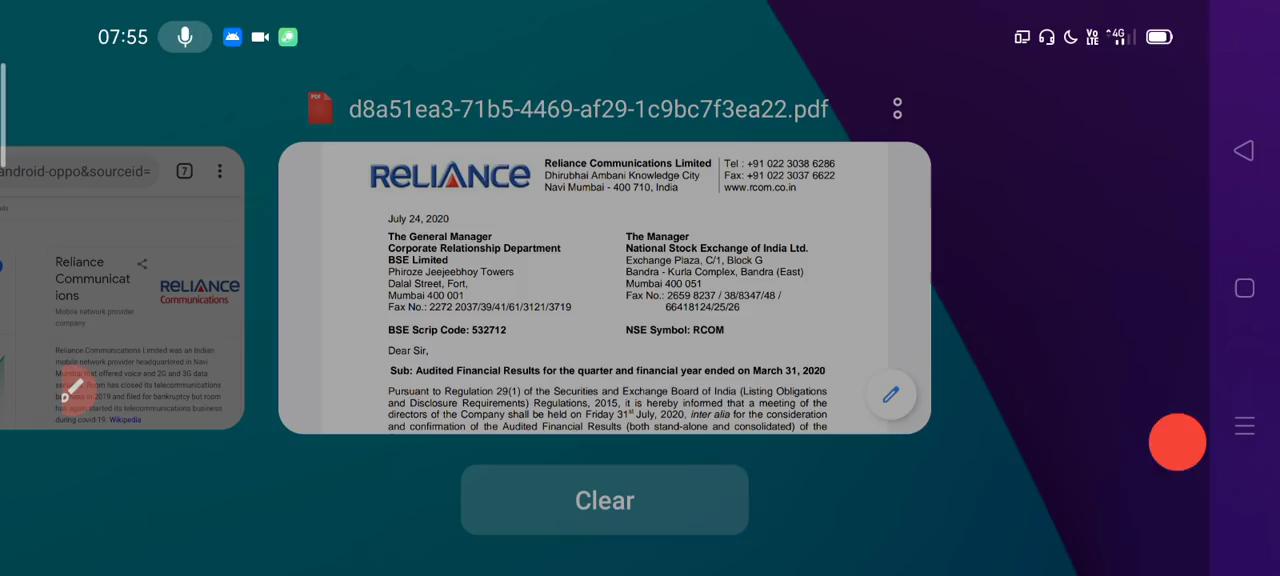 07:55
VoLTE
4G
d8a51ea3-71b5-4469-af29-1c9bc7f3ea22.pdf
PDF
android-oppo&sourceid=
7
Reliance
Communicat
ions
Mobile network provider
company
RELIANCE
Communications
Reliance Communications Limited was an Indian
mobile network provider headquartered in Navi
that offered voice and 2G and 3G data
has closed its telecommunications
in 2019 and filed for bankruptcy but room
started its telecommunications business
during covid-19. Wikipedia
RELIANCE
Reliance Communications Limited
Dhirubhai Ambani Knowledge City
Navi Mumbai - 400 710, India
Tel : +91 022 3038 6286
Fax: +91 022 3037 6622
www.rcom.co.in
July 24, 2020
The General Manager
Corporate Relationship Department
BSE Limited
Phiroze Jeejeebhoy Towers
Dalal Street, Fort,
Mumbai 400 001
Fax No.: 2272 2037/39/41/61/3121/3719
BSE Scrip Code: 532712
The Manager
National Stock Exchange of India Ltd.
Exchange Plaza, C/1, Block G
Bandra - Kurla Complex, Bandra (East)
Mumbai 400 051
Fax No.: 2659 8237 / 38/8347/48 /
66418124/25/26
NSE Symbol: RCOM
Dear Sir,
Sub: Audited Financial Results for the quarter and financial year ended on March 31, 2020
Pursuant to Regulation 29(1) of the Securities and Exchange Board of India (Listing Obligations
and Disclosure Requirements) Regulations, 2015, it is hereby informed that a meeting of the
directors of the Company shall be held on Friday 31st July, 2020, inter alia for the consideration
and confirmation of the Audited Financial Results (both stand-alone and consolidated) of the
Clear